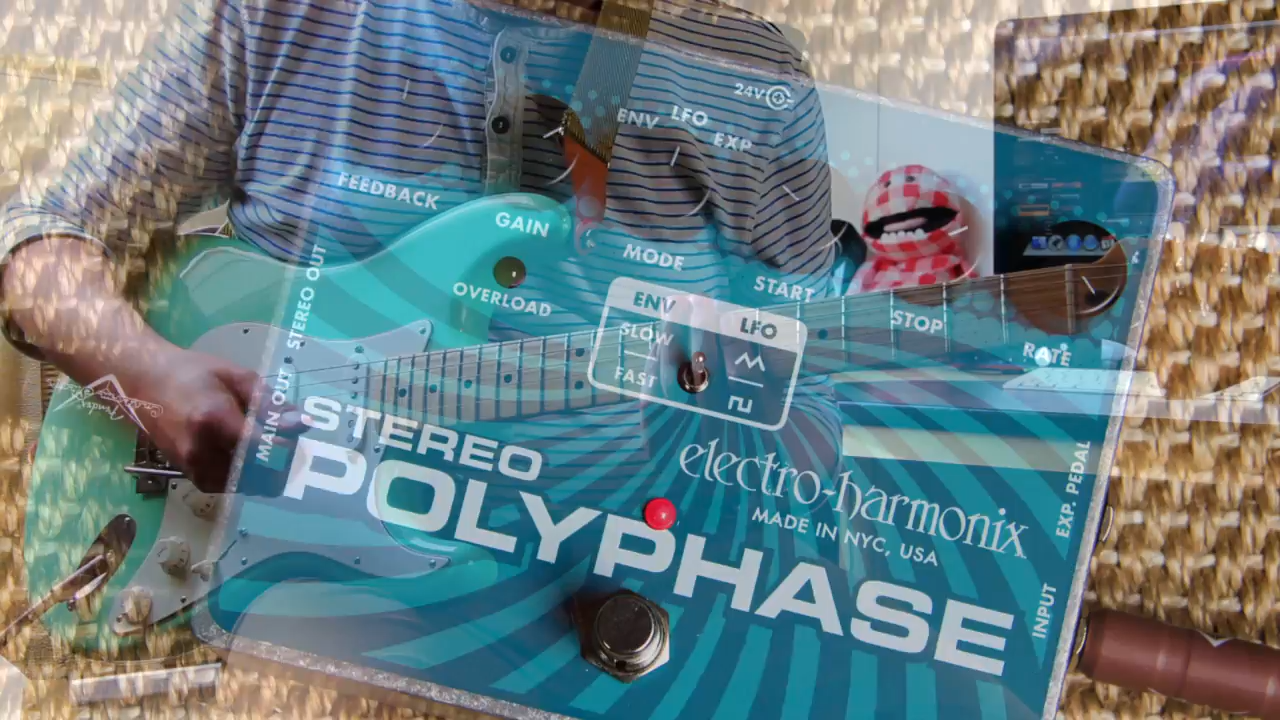 24V
ENV
LFO
EXP
FEEDBACK
GAIN
MODE
START
STOP
RATE
OVERLOAD
ENV
LFO
SLOW
FAST
STEREO OUT
MAIN OUT
STEREO
POLYPHASE
electro-harmonix
MADE IN NYC, USA
EXP. PEDAL
INPUT
Fender